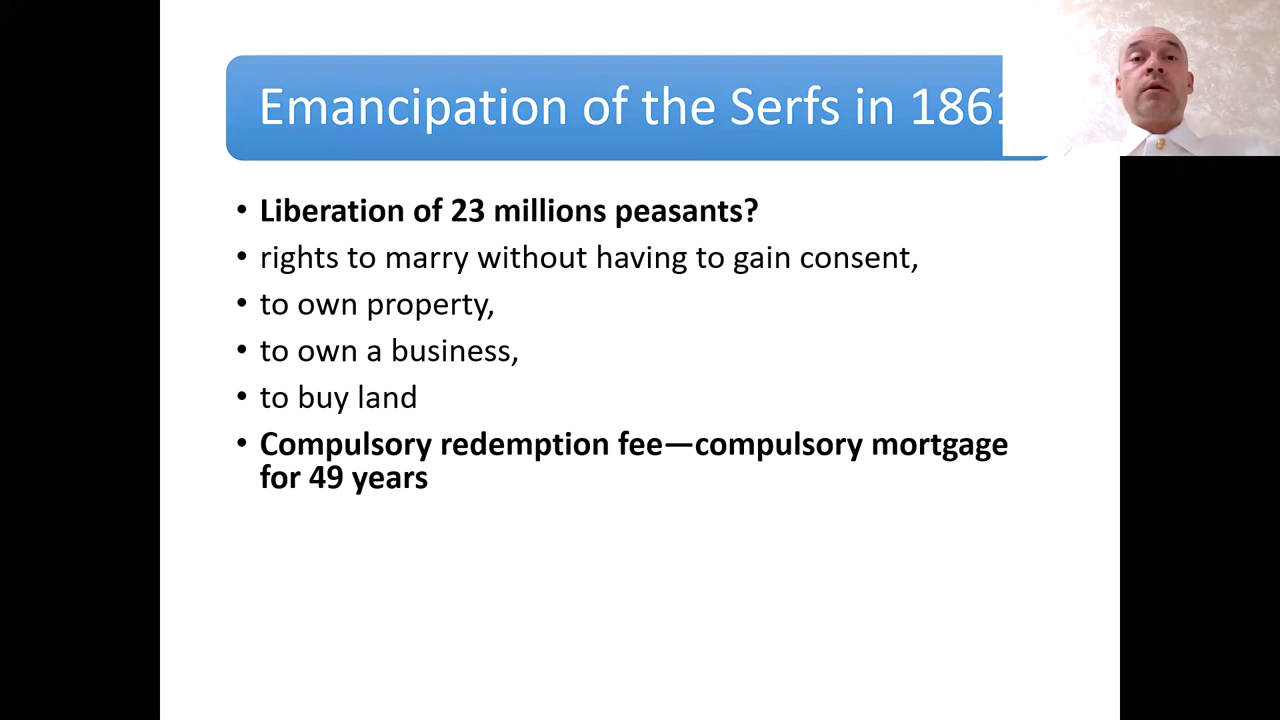 Emancipation of the Serfs in 1861
• Liberation of 23 millions peasants?
• rights to marry without having to gain consent,
• to own property,
• to own a business,
• to buy land
• Compulsory redemption fee—compulsory mortgage
for 49 years